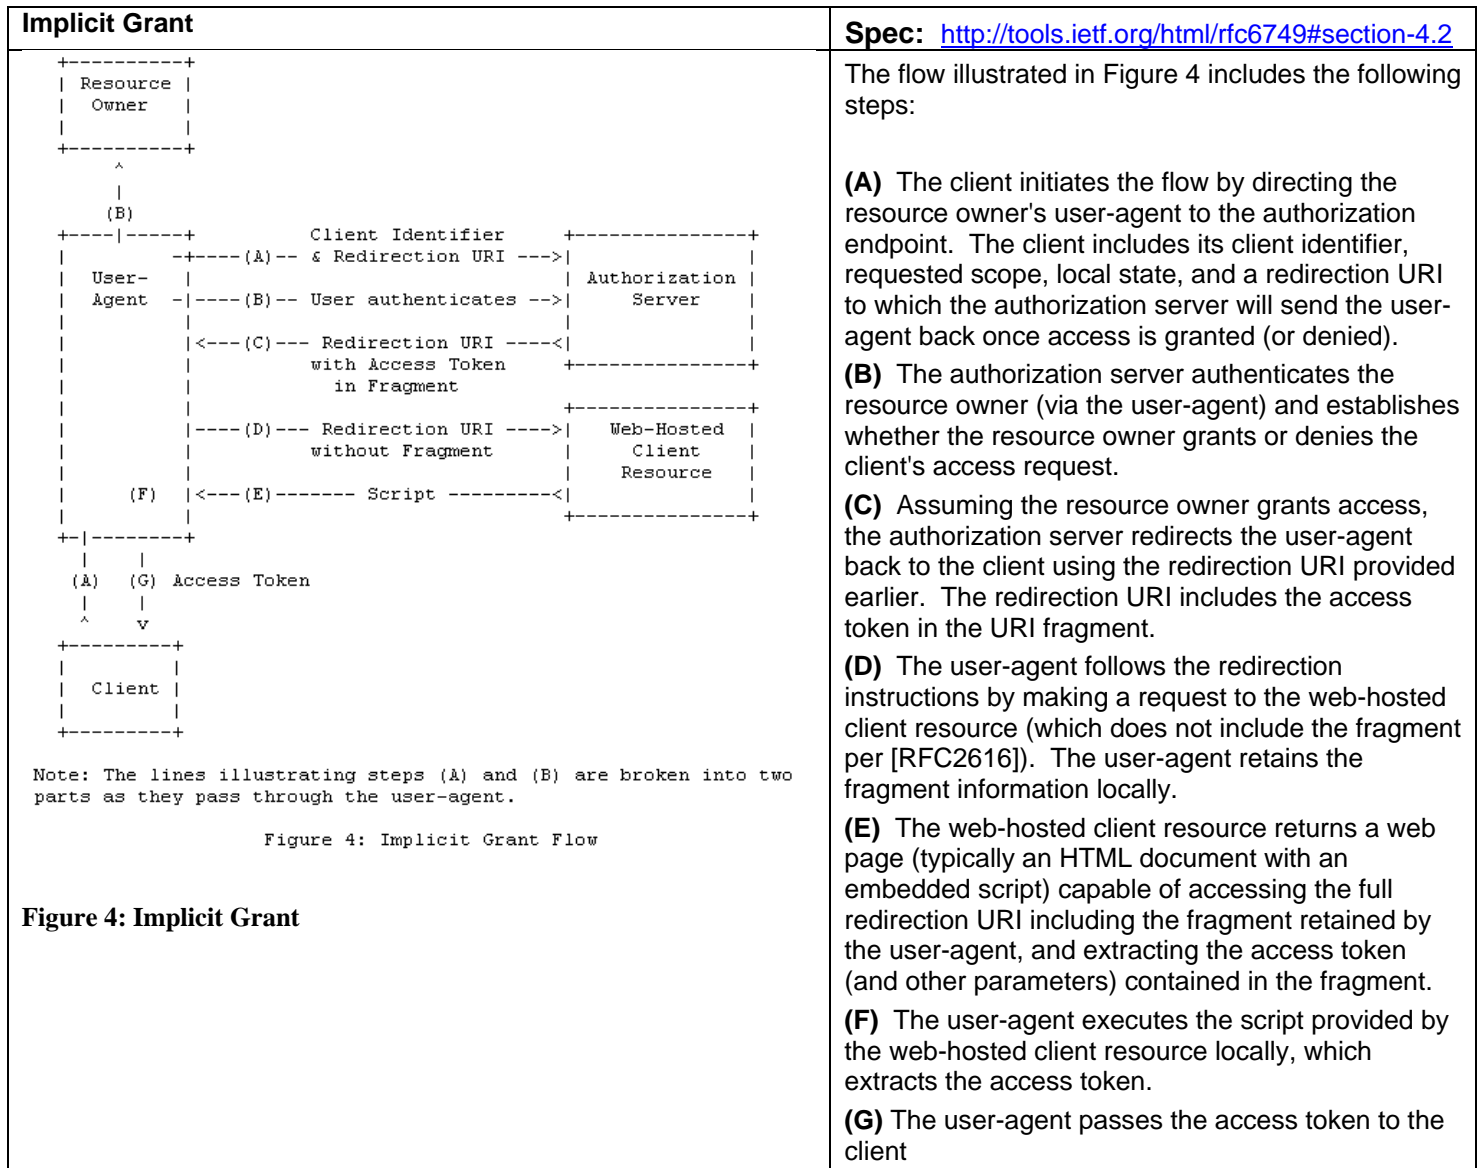 Implicit Grant
+----------+
| Resource |
|  Owner   |
|          |
+----------+
     ^
     |
    (B)
+----|-----+          Client Identifier     +---------------+
|         -+----(A)-- & Redirection URI --->|               |
|  User-   |                                | Authorization |
|  Agent  -|----(B)-- User authenticates -->|     Server    |
|          |                                |               |
|          |<---(C)--- Redirection URI ----<|               |
|          |          with Access Token     +---------------+
|          |            in Fragment
|          |                                +---------------+
|          |----(D)--- Redirection URI ---->|   Web-Hosted  |
|          |          without Fragment      |     Client    |
|          |                                |    Resource   |
|     (F)  |<---(E)------- Script ---------<|               |
|          |                                +---------------+
+-|--------+
  |    |
 (A)  (G) Access Token
  |    |
  ^    v
+---------+
|         |
|  Client |
|         |
+---------+
Note: The lines illustrating steps (A) and (B) are broken into two
parts as they pass through the user-agent.
Figure 4: Implicit Grant Flow
Figure 4: Implicit Grant
Spec: http://tools.ietf.org/html/rfc6749#section-4.2
The flow illustrated in Figure 4 includes the following
steps:
(A) The client initiates the flow by directing the
resource owner's user-agent to the authorization
endpoint. The client includes its client identifier,
requested scope, local state, and a redirection URI
to which the authorization server will send the user-
agent back once access is granted (or denied).
(B) The authorization server authenticates the
resource owner (via the user-agent) and establishes
whether the resource owner grants or denies the
client's access request.
(C) Assuming the resource owner grants access,
the authorization server redirects the user-agent
back to the client using the redirection URI provided
earlier. The redirection URI includes the access
token in the URI fragment.
(D) The user-agent follows the redirection
instructions by making a request to the web-hosted
client resource (which does not include the fragment
per [RFC2616]). The user-agent retains the
fragment information locally.
(E) The web-hosted client resource returns a web
page (typically an HTML document with an
embedded script) capable of accessing the full
redirection URI including the fragment retained by
the user-agent, and extracting the access token
(and other parameters) contained in the fragment.
(F) The user-agent executes the script provided by
the web-hosted client resource locally, which
extracts the access token.
(G) The user-agent passes the access token to the
client